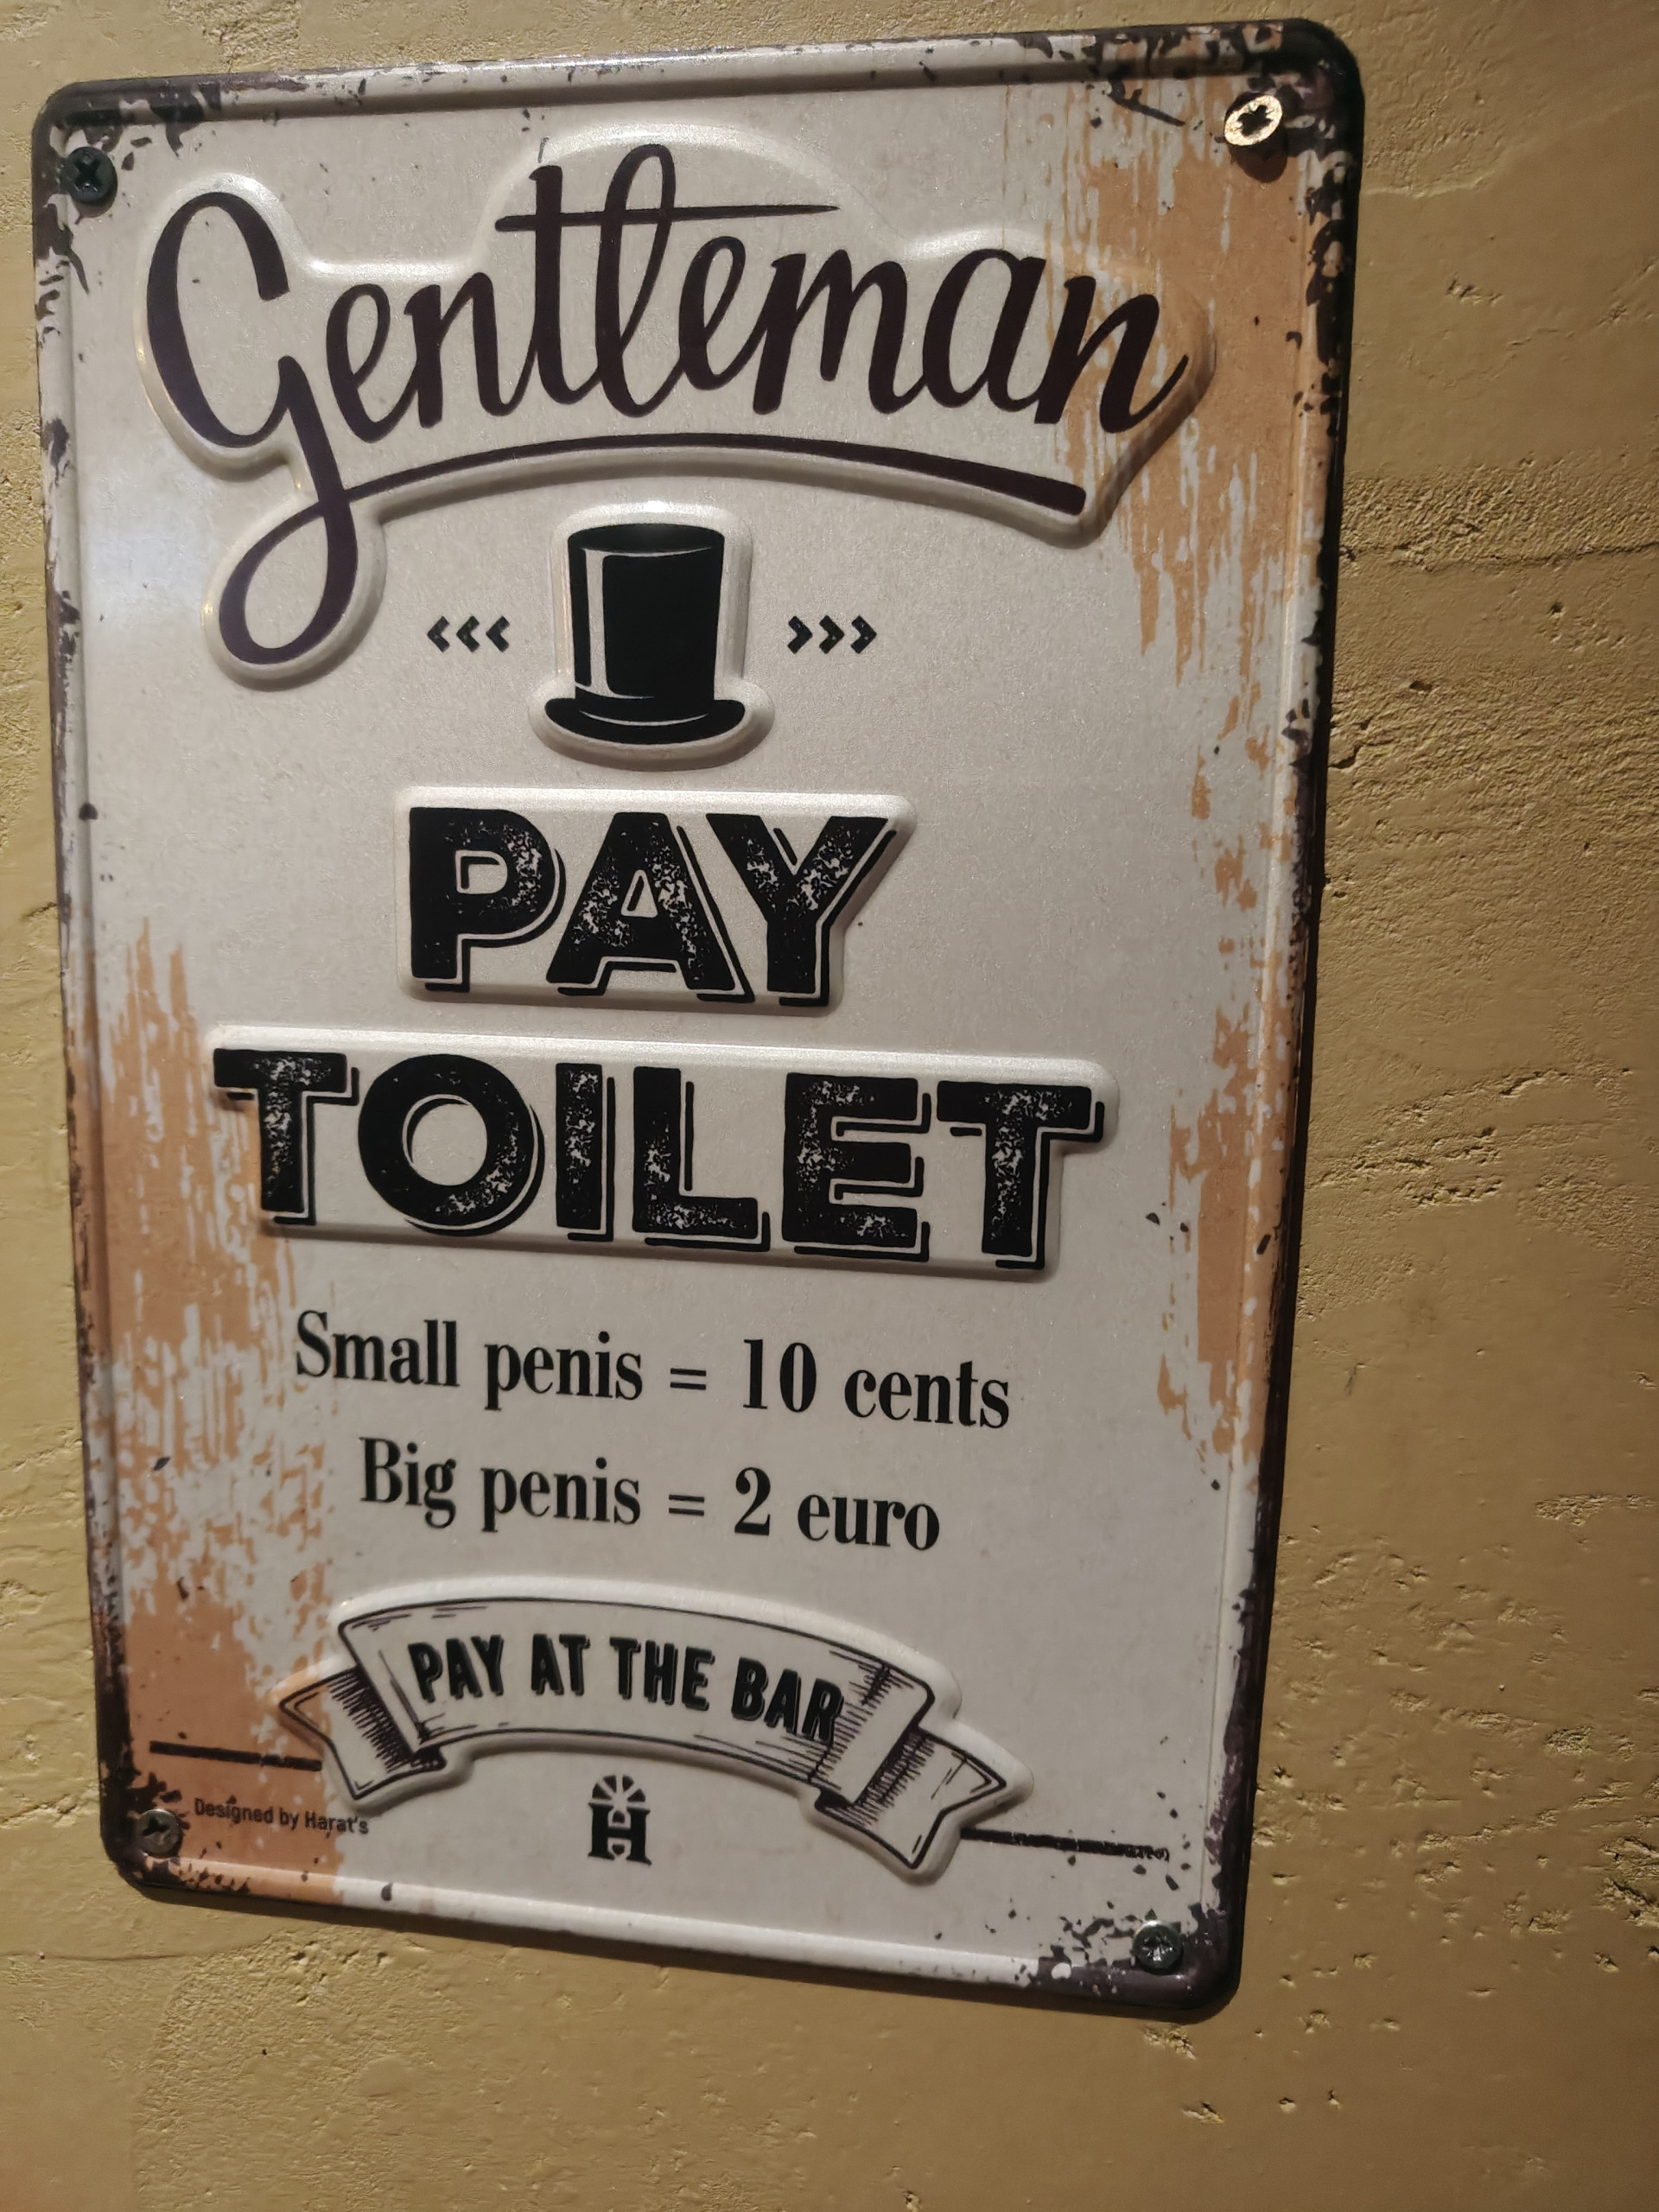 Gentleman
‹‹‹ ›››
PAY
TOILET
Small penis = 10 cents
Big penis = 2 euro
PAY AT THE BAR
Designed by Harat's
H